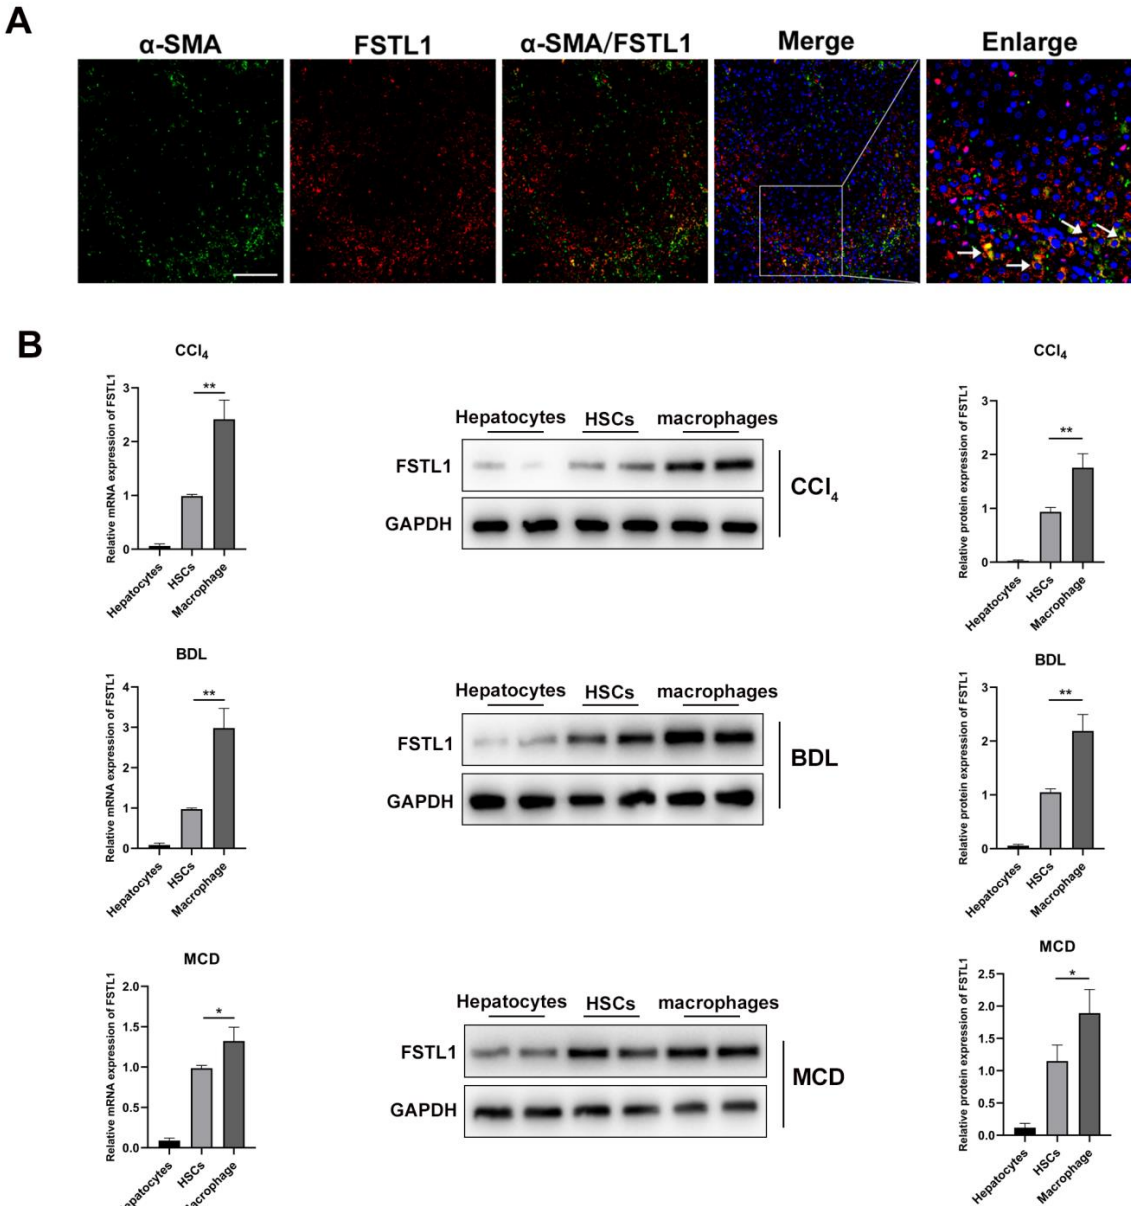 A
α-SMA
FSTL1
α-SMA/FSTL1
Merge
Enlarge
B
CCl4
Relative mRNA expression of FSTL1
3
2
1
0
**
Hepatocytes
HSCs
Macrophage
Hepatocytes HSCs macrophages
FSTL1
GAPDH
CCl4
CCl4
Relative protein expression of FSTL1
3
2
1
0
**
Hepatocytes
HSCs
Macrophage
BDL
Relative mRNA expression of FSTL1
4
3
2
1
0
**
Hepatocytes
HSCs
Macrophage
Hepatocytes HSCs macrophages
FSTL1
GAPDH
BDL
BDL
Relative protein expression of FSTL1
3
2
1
0
**
Hepatocytes
HSCs
Macrophage
MCD
Relative mRNA expression of FSTL1
2.0
1.5
1.0
0.5
0.0
*
Hepatocytes
HSCs
Macrophage
Hepatocytes HSCs macrophages
FSTL1
GAPDH
MCD
MCD
Relative protein expression of FSTL1
2.5
2.0
1.5
1.0
0.5
0.0
*
Hepatocytes
HSCs
Macrophage